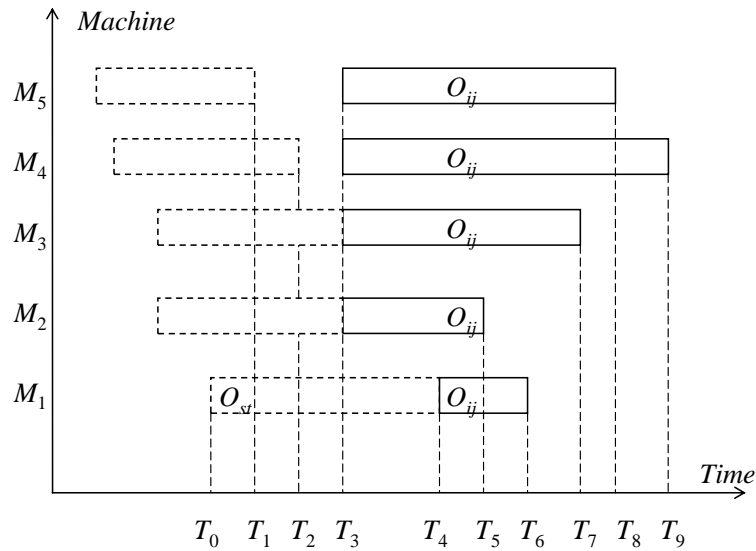 Machine
M5 O_ij
M4 O_ij
M3 O_ij
M2 O_ij
M1 O_st O_ij
Time
T0 T1 T2 T3 T4 T5 T6 T7 T8 T9